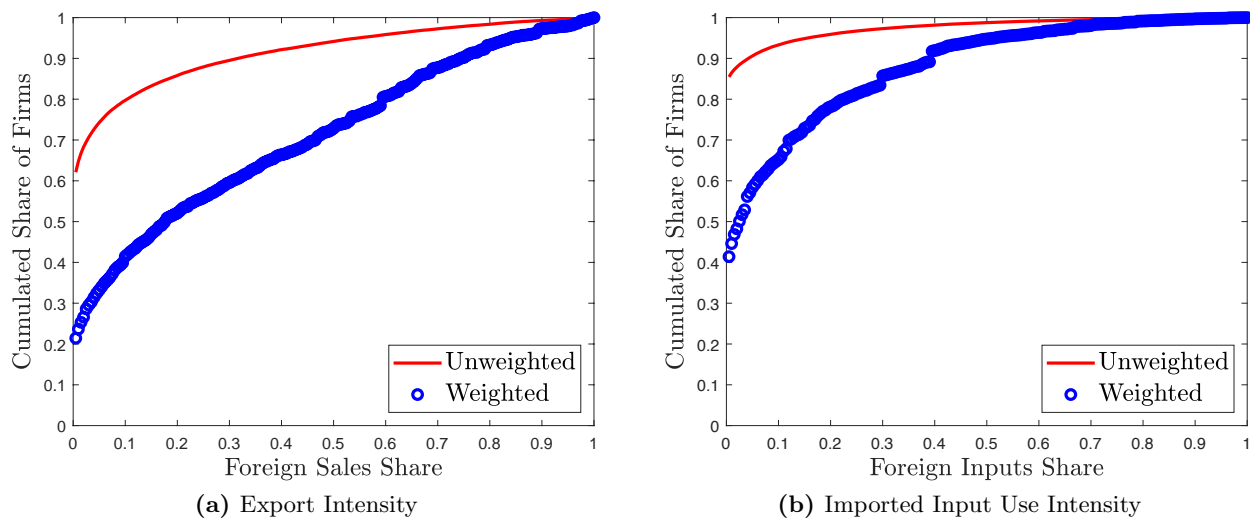 1
0.9
0.8
0.7
0.6
0.5
0.4
0.3
0.2
0.1
0
Cumulated Share of Firms
Unweighted
Weighted
0 0.1 0.2 0.3 0.4 0.5 0.6 0.7 0.8 0.9 1
Foreign Sales Share
(a) Export Intensity
1
0.9
0.8
0.7
0.6
0.5
0.4
0.3
0.2
0.1
0
Cumulated Share of Firms
Unweighted
Weighted
0 0.1 0.2 0.3 0.4 0.5 0.6 0.7 0.8 0.9 1
Foreign Inputs Share
(b) Imported Input Use Intensity